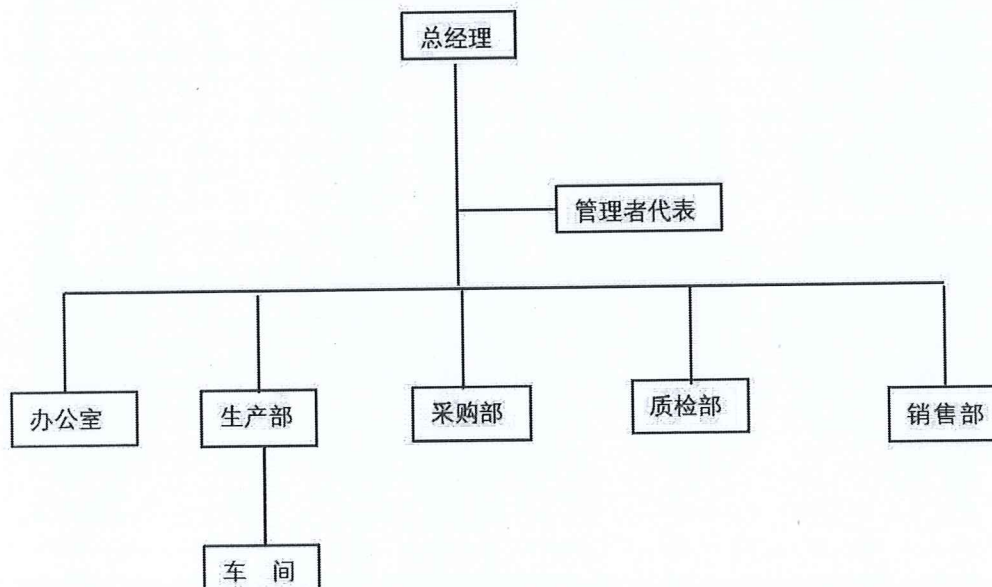 总经理
管理者代表
办公室
生产部
采购部
质检部
销售部
车 间